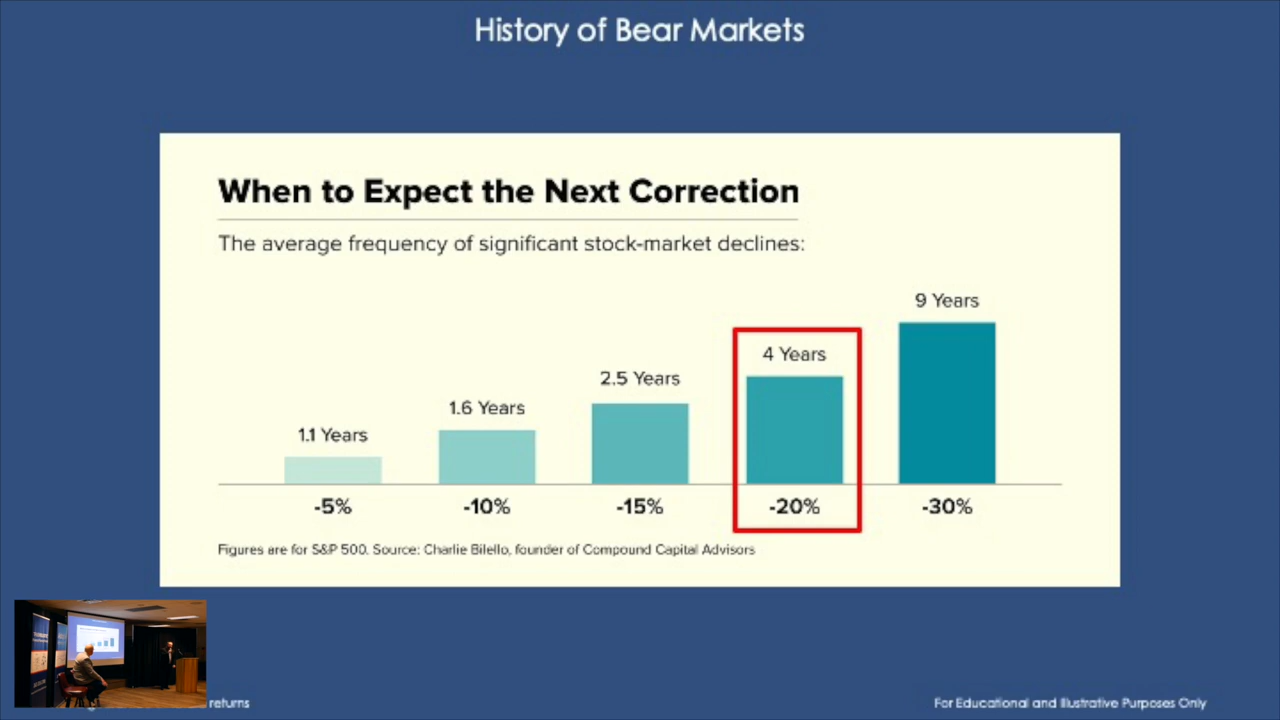 History of Bear Markets
When to Expect the Next Correction
The average frequency of significant stock-market declines:
1.1 Years
1.6 Years
2.5 Years
4 Years
9 Years
-5%
-10%
-15%
-20%
-30%
Figures are for S&P 500. Source: Charlie Bilello, founder of Compound Capital Advisors
returns
For Educational and Illustrative Purposes Only